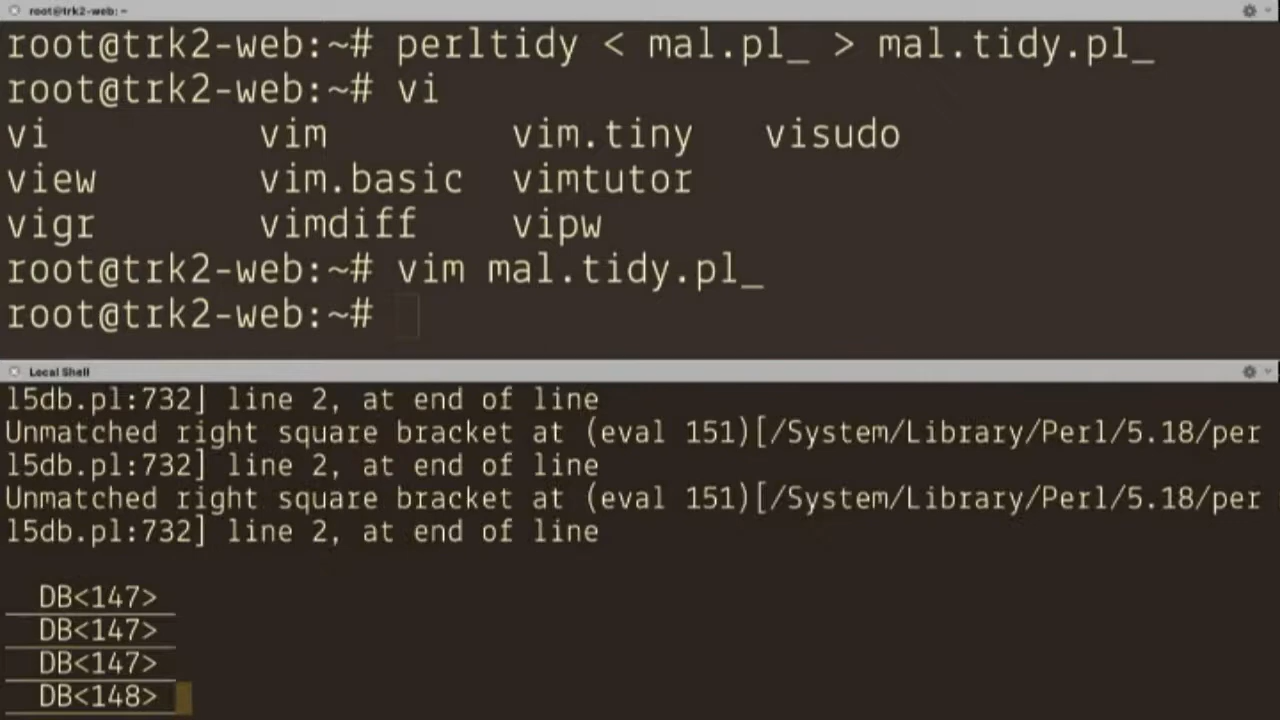 root@trk2-web: ~
root@trk2-web:~# perltidy < mal.pl_ > mal.tidy.pl_
root@trk2-web:~# vi
vi vim vim.tiny visudo
view vim.basic vimtutor
vigr vimdiff vipw
root@trk2-web:~# vim mal.tidy.pl_
root@trk2-web:~#
Local Shell
l5db.pl:732] line 2, at end of line
Unmatched right square bracket at (eval 151)[/System/Library/Perl/5.18/per
l5db.pl:732] line 2, at end of line
Unmatched right square bracket at (eval 151)[/System/Library/Perl/5.18/per
l5db.pl:732] line 2, at end of line
DB<147>
DB<147>
DB<147>
DB<148>